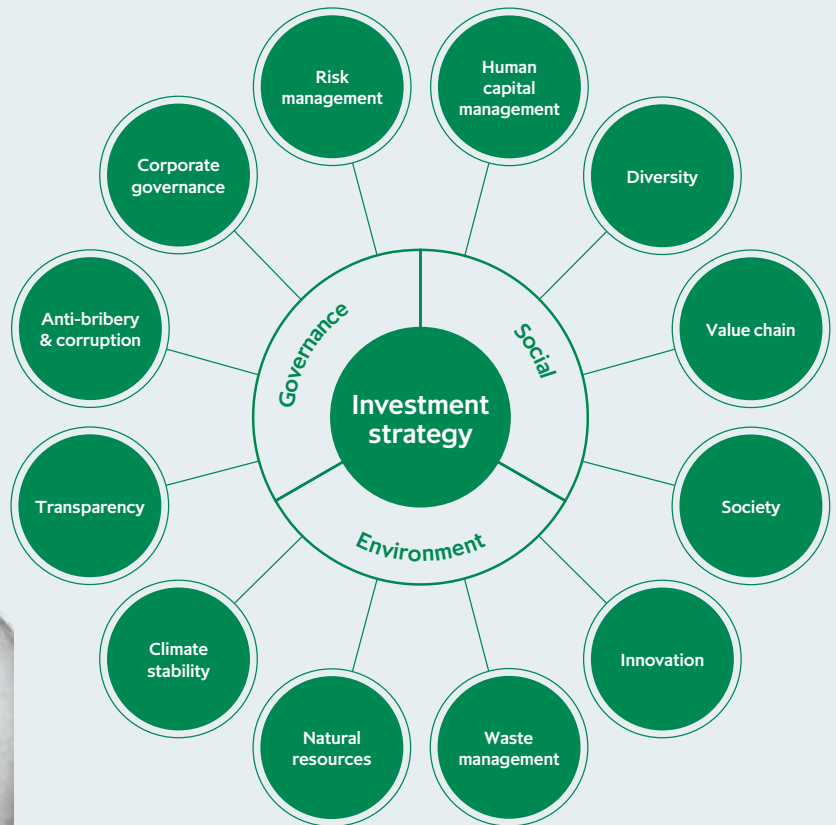 Risk
management
Human
capital
management
Corporate
governance
Diversity
Anti-bribery
& corruption
Value chain
Governance
Social
Investment
strategy
Environment
Transparency
Society
Climate
stability
Innovation
Natural
resources
Waste
management